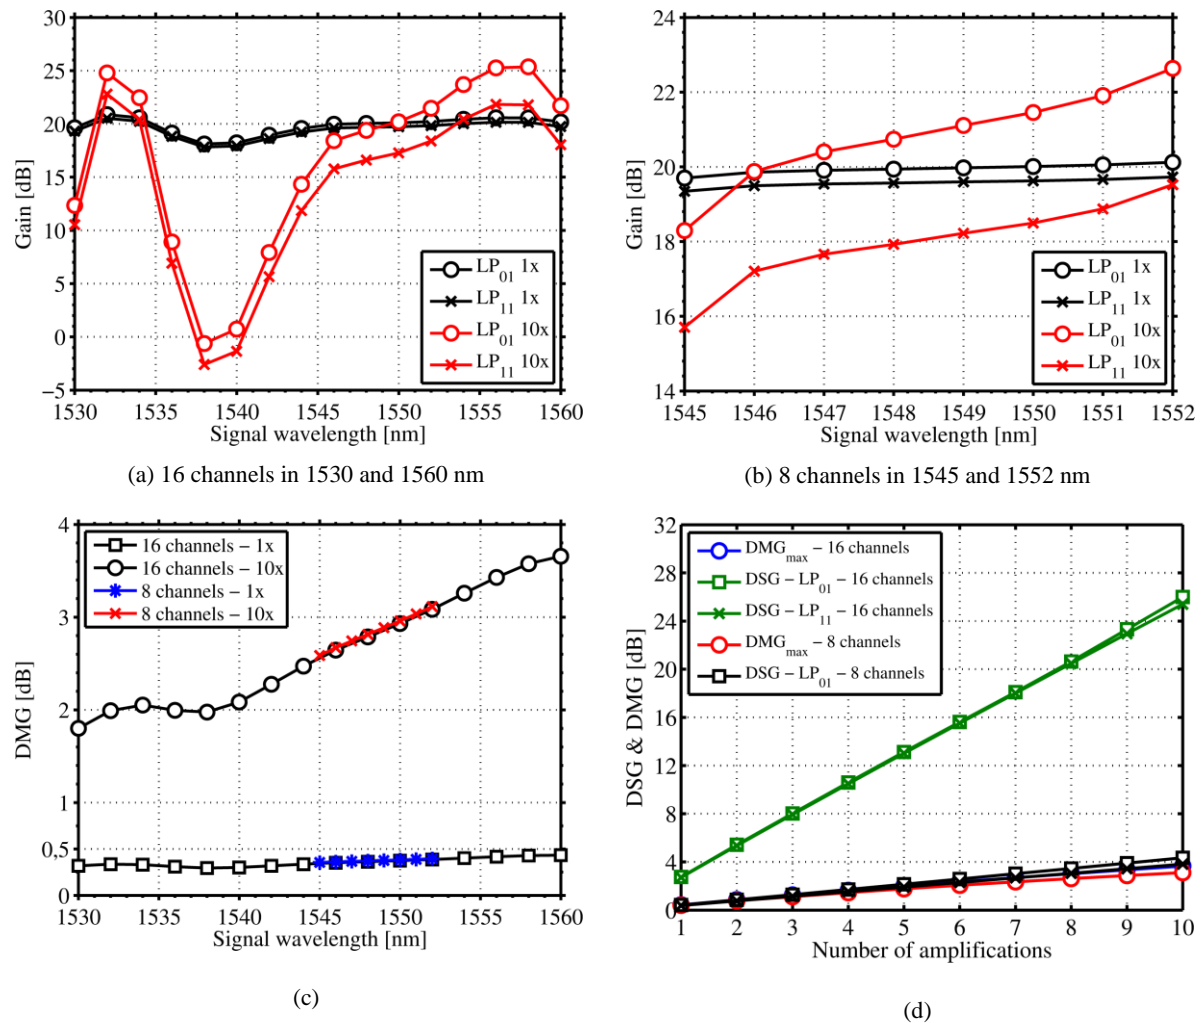 30
25
20
15
10
5
0
−5
Gain [dB]
LP01 1x
LP11 1x
LP01 10x
LP11 10x
1530 1535 1540 1545 1550 1555 1560
Signal wavelength [nm]
(a) 16 channels in 1530 and 1560 nm
24
22
20
18
16
14
Gain [dB]
LP01 1x
LP11 1x
LP01 10x
LP11 10x
1545 1546 1547 1548 1549 1550 1551 1552
Signal wavelength [nm]
(b) 8 channels in 1545 and 1552 nm
4
3
2
1
0,5
0
DMG [dB]
16 channels – 1x
16 channels – 10x
8 channels – 1x
8 channels – 10x
1530 1535 1540 1545 1550 1555 1560
Signal wavelength [nm]
(c)
32
28
24
20
16
12
8
4
0
DSG & DMG [dB]
DMGmax – 16 channels
DSG – LP01 – 16 channels
DSG – LP11 – 16 channels
DMGmax – 8 channels
DSG – LP01 – 8 channels
1 2 3 4 5 6 7 8 9 10
Number of amplifications
(d)